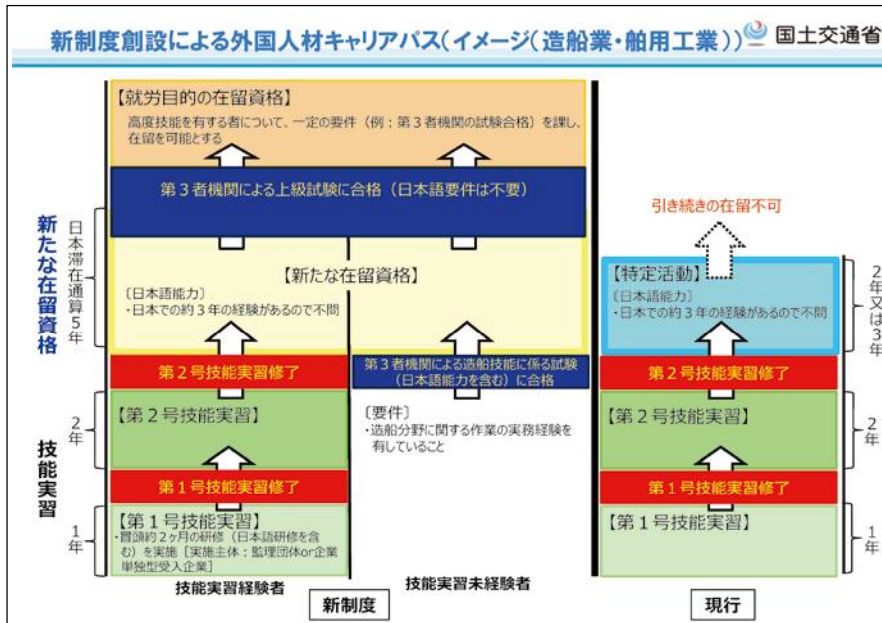 新制度創設による外国人材キャリアパス(イメージ(造船業・舶用工業))
国土交通省
【就労目的の在留資格】
高度技能を有する者について、一定の要件(例:第3者機関の試験合格)を課し、
在留を可能とする
第3者機関による上級試験に合格(日本語要件は不要)
新たな在留資格
日本滞在通算5年
【新たな在留資格】
〔日本語能力〕
・日本での約3年の経験があるので不問
第2号技能実習修了
第3者機関による造船技能に係る試験
(日本語能力を含む)に合格
技能実習
2年
【第2号技能実習】
〔要件〕
・造船分野に関する作業の実務経験を
有していること
第1号技能実習修了
1年
【第1号技能実習】
・冒頭約2ヶ月の研修(日本語研修を含
む)を実施[実施主体:監理団体or企業
単独型受入企業]
技能実習経験者
技能実習未経験者
新制度
引き続きの在留不可
【特定活動】
〔日本語能力〕
・日本での約3年の経験があるので不問
2年又は3年
第2号技能実習修了
【第2号技能実習】
2年
第1号技能実習修了
【第1号技能実習】
1年
現行